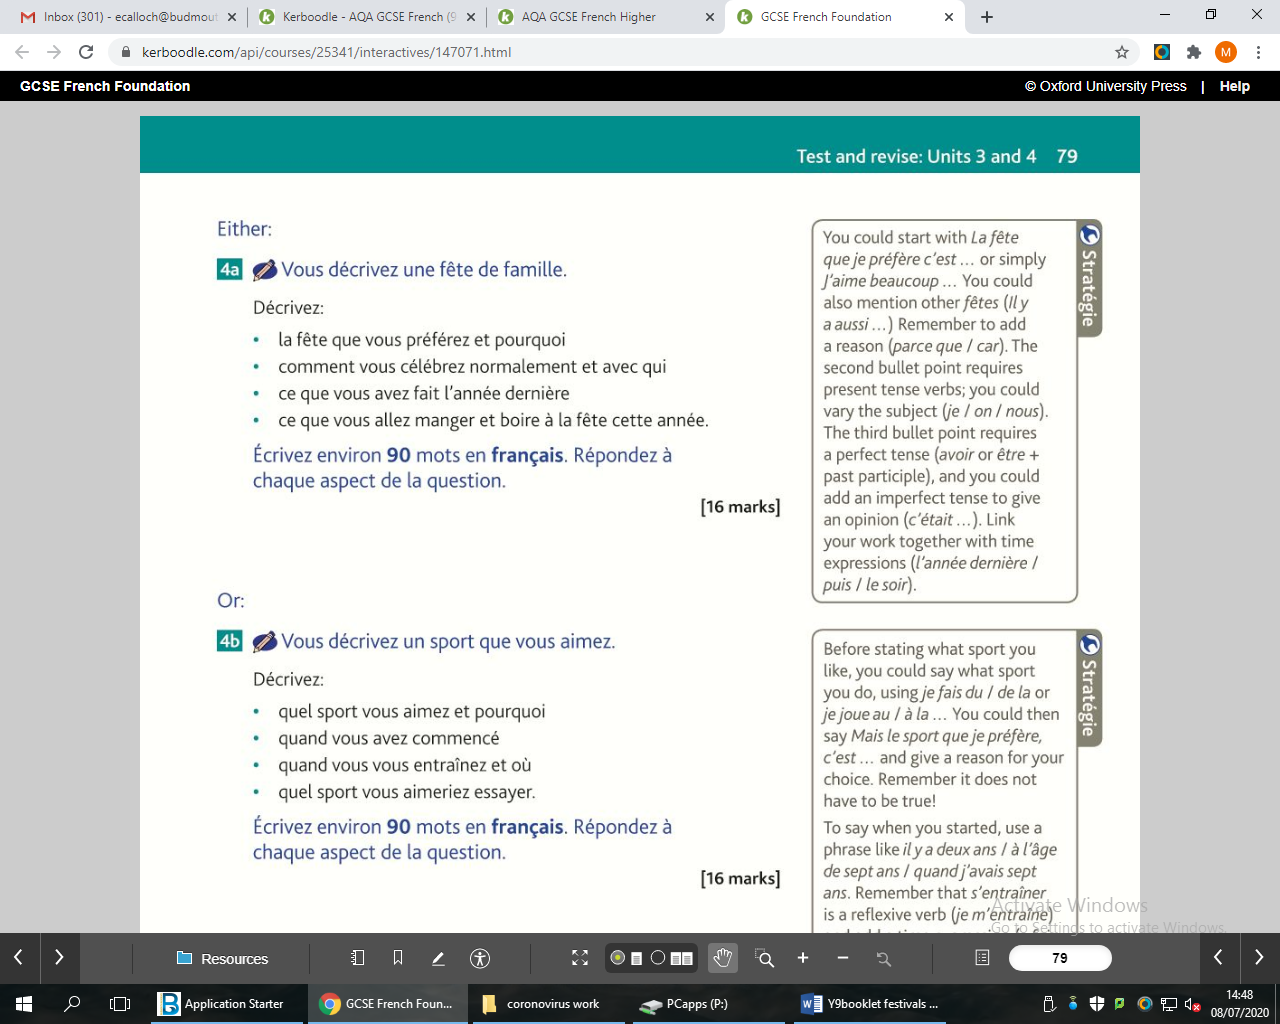 Inbox (301) - ecalloch@budmout
Kerboodle - AQA GCSE French (9
AQA GCSE French Higher
GCSE French Foundation
kerboodle.com/api/courses/25341/interactives/147071.html
M
GCSE French Foundation
© Oxford University Press | Help
Test and revise: Units 3 and 4 79
Either:
4a Vous décrivez une fête de famille.
Décrivez:
• la fête que vous préférez et pourquoi
• comment vous célébrez normalement et avec qui
• ce que vous avez fait l'année dernière
• ce que vous allez manger et boire à la fête cette année.
Écrivez environ 90 mots en français. Répondez à
chaque aspect de la question.
[16 marks]
Stratégie
You could start with La fête
que je préfère c'est ... or simply
J'aime beaucoup ... You could
also mention other fêtes (Il y
a aussi ...) Remember to add
a reason (parce que / car). The
second bullet point requires
present tense verbs; you could
vary the subject (je / on / nous).
The third bullet point requires
a perfect tense (avoir or être +
past participle), and you could
add an imperfect tense to give
an opinion (c'était ...). Link
your work together with time
expressions (l'année dernière /
puis / le soir).
Or:
4b Vous décrivez un sport que vous aimez.
Décrivez:
• quel sport vous aimez et pourquoi
• quand vous avez commencé
• quand vous vous entraînez et où
• quel sport vous aimeriez essayer.
Écrivez environ 90 mots en français. Répondez à
chaque aspect de la question.
[16 marks]
Stratégie
Before stating what sport you
like, you could say what sport
you do, using je fais du / de la or
je joue au / à la ... You could then
say Mais le sport que je préfère,
c'est ... and give a reason for your
choice. Remember it does not
have to be true!
To say when you started, use a
phrase like il y a deux ans / à l'âge
de sept ans / quand j'avais sept
ans. Remember that s'entraîner
is a reflexive verb (je m'entraîne)
Activate Windows
Go to Settings to activate Windows.
Resources
79
Application Starter
GCSE French Foun...
coronovirus work
PCapps (P:)
Y9booklet festivals ...
14:48
08/07/2020